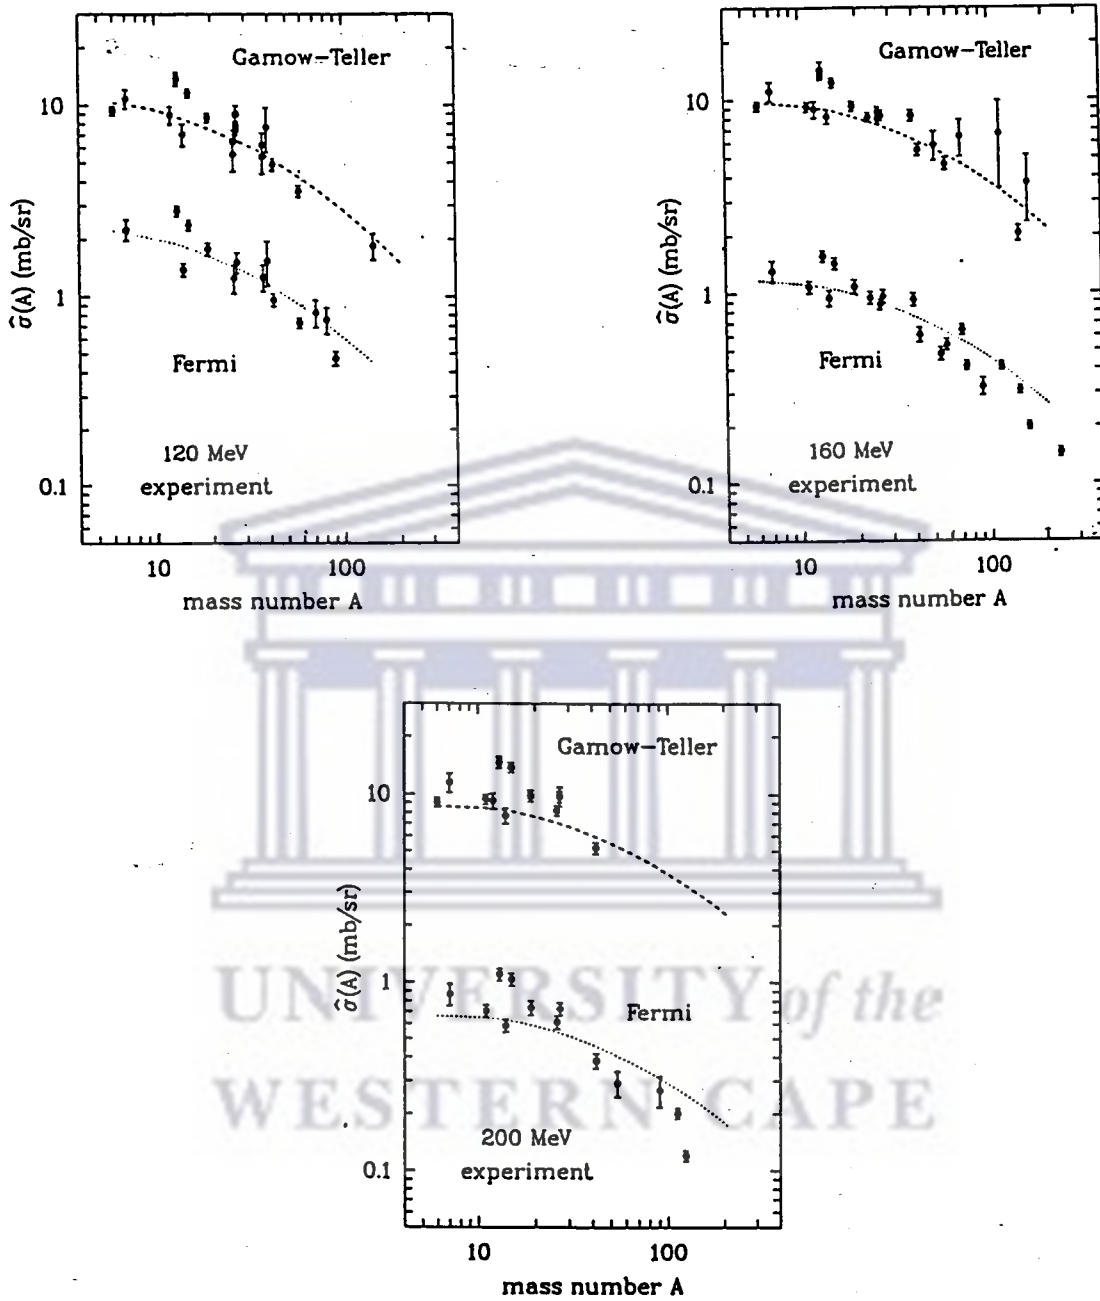 Gamow-Teller
10
σ̂(A) (mb/sr)
1
Fermi
120 MeV
experiment
0.1
10 100
mass number A
Gamow-Teller
10
σ̂(A) (mb/sr)
1
Fermi
160 MeV
experiment
0.1
10 100
mass number A
Gamow-Teller
10
σ̂(A) (mb/sr)
1
Fermi
200 MeV
experiment
0.1
10 100
mass number A
UNIVERSITY of the
WESTERN CAPE